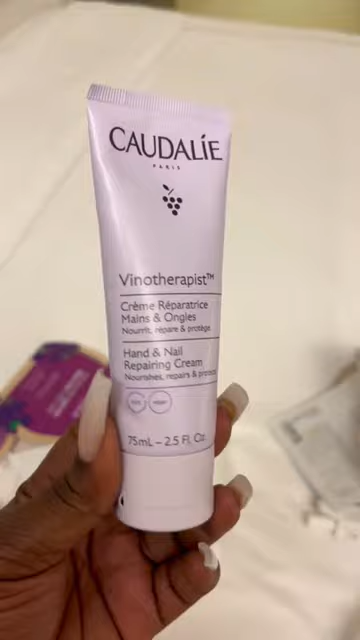 CAUDALÍE
PARIS
Vinotherapist™
Crème Réparatrice
Mains & Ongles
Nourrit, répare & protège
Hand & Nail
Repairing Cream
Nourishes, repairs & protects
75mL – 2.5 Fl. Oz